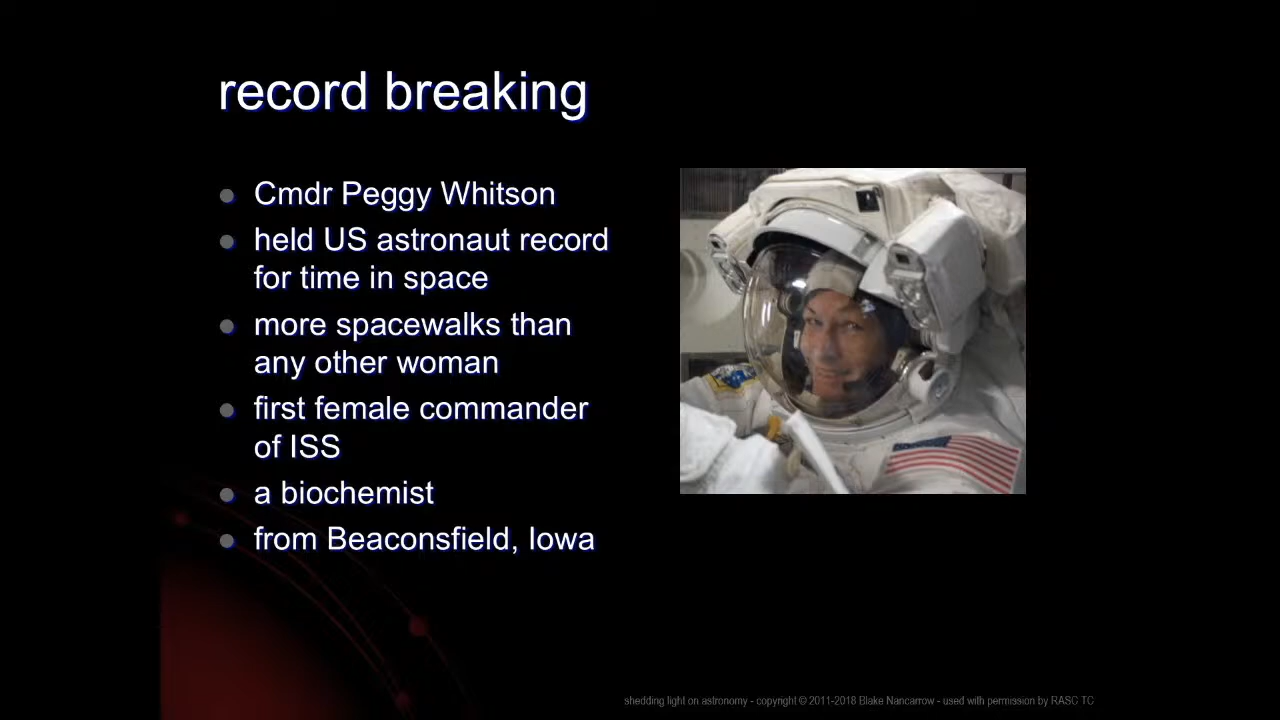 record breaking
Cmdr Peggy Whitson
held US astronaut record
for time in space
more spacewalks than
any other woman
first female commander
of ISS
a biochemist
from Beaconsfield, Iowa
shedding light on astronomy - copyright © 2011-2018 Blake Nancarrow - used with permission by RASC TC